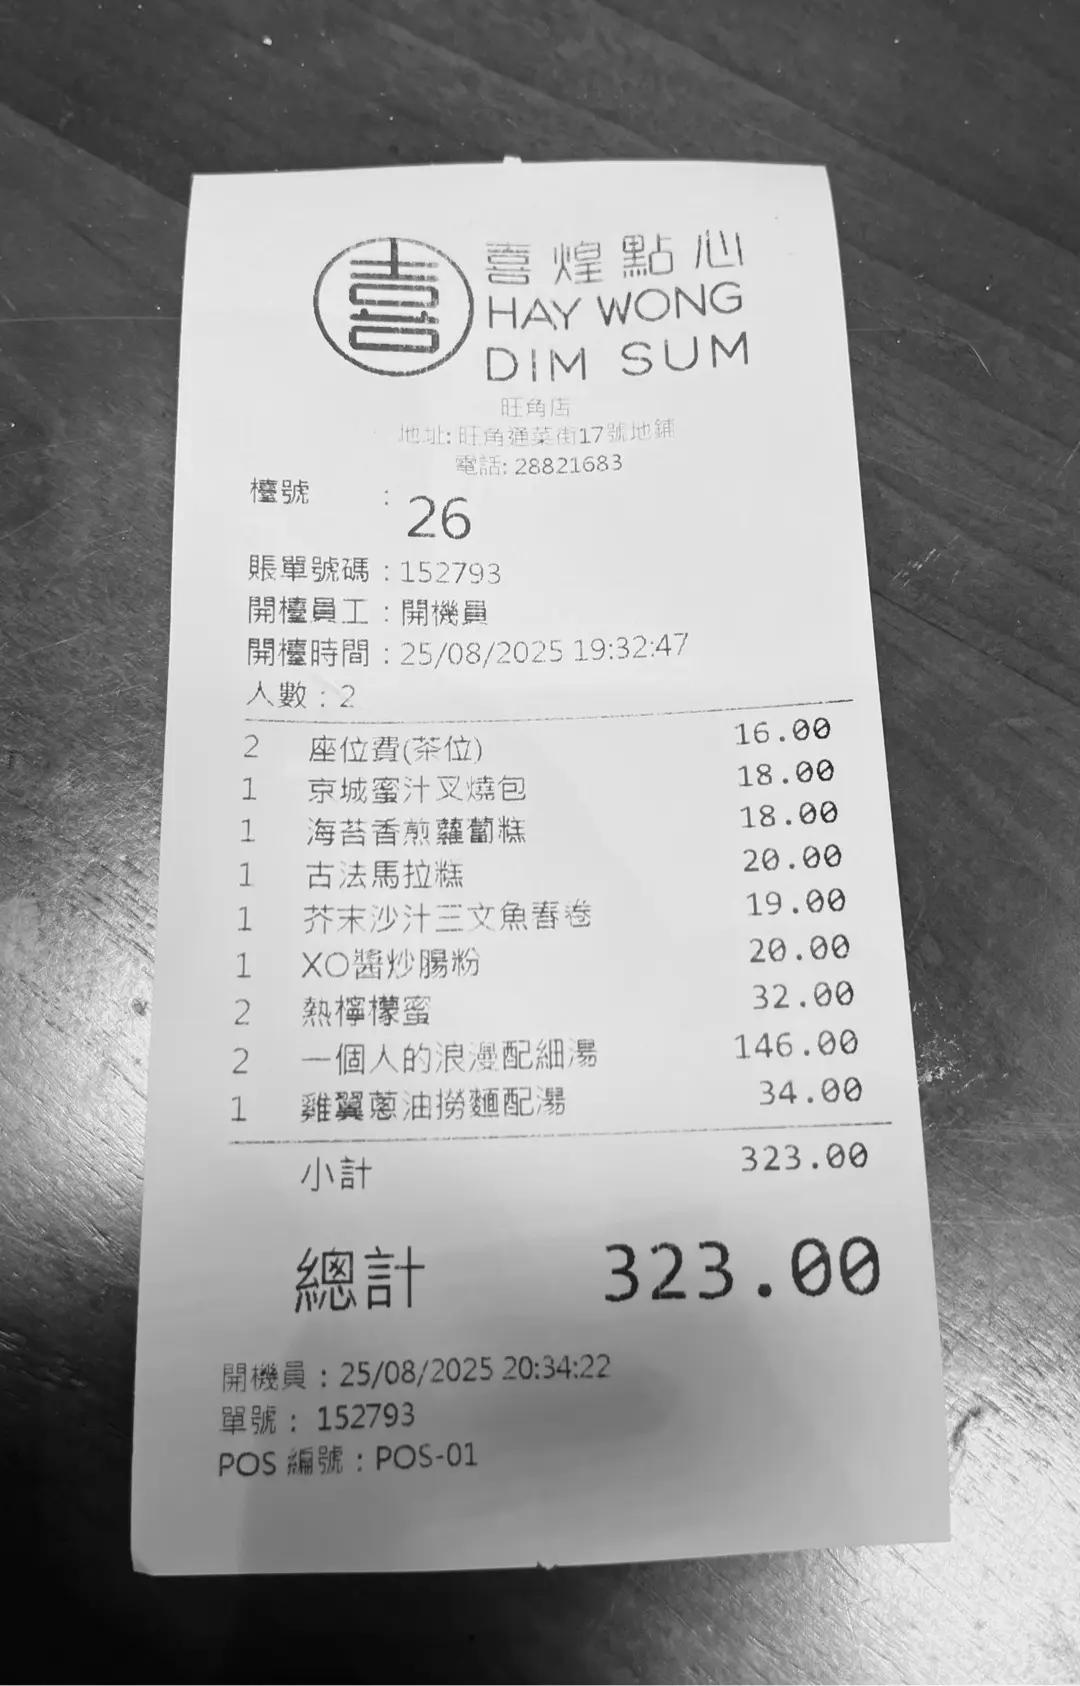 喜
喜煌點心
HAY WONG
DIM SUM
旺角店
地址: 旺角通菜街17號地鋪
電話: 28821683
檯號 : 26
賬單號碼 : 152793
開檯員工 : 開機員
開檯時間 : 25/08/2025 19:32:47
人數 : 2
2 座位費(茶位) 16.00
1 京城蜜汁叉燒包 18.00
1 海苔香煎蘿蔔糕 18.00
1 古法馬拉糕 20.00
1 芥末沙汁三文魚春卷 19.00
1 XO醬炒腸粉 20.00
2 熱檸檬蜜 32.00
2 一個人的浪漫配細湯 146.00
1 雞翼蔥油撈麵配湯 34.00
小計 323.00
總計 323.00
開機員 : 25/08/2025 20:34:22
單號 : 152793
POS 編號 : POS-01